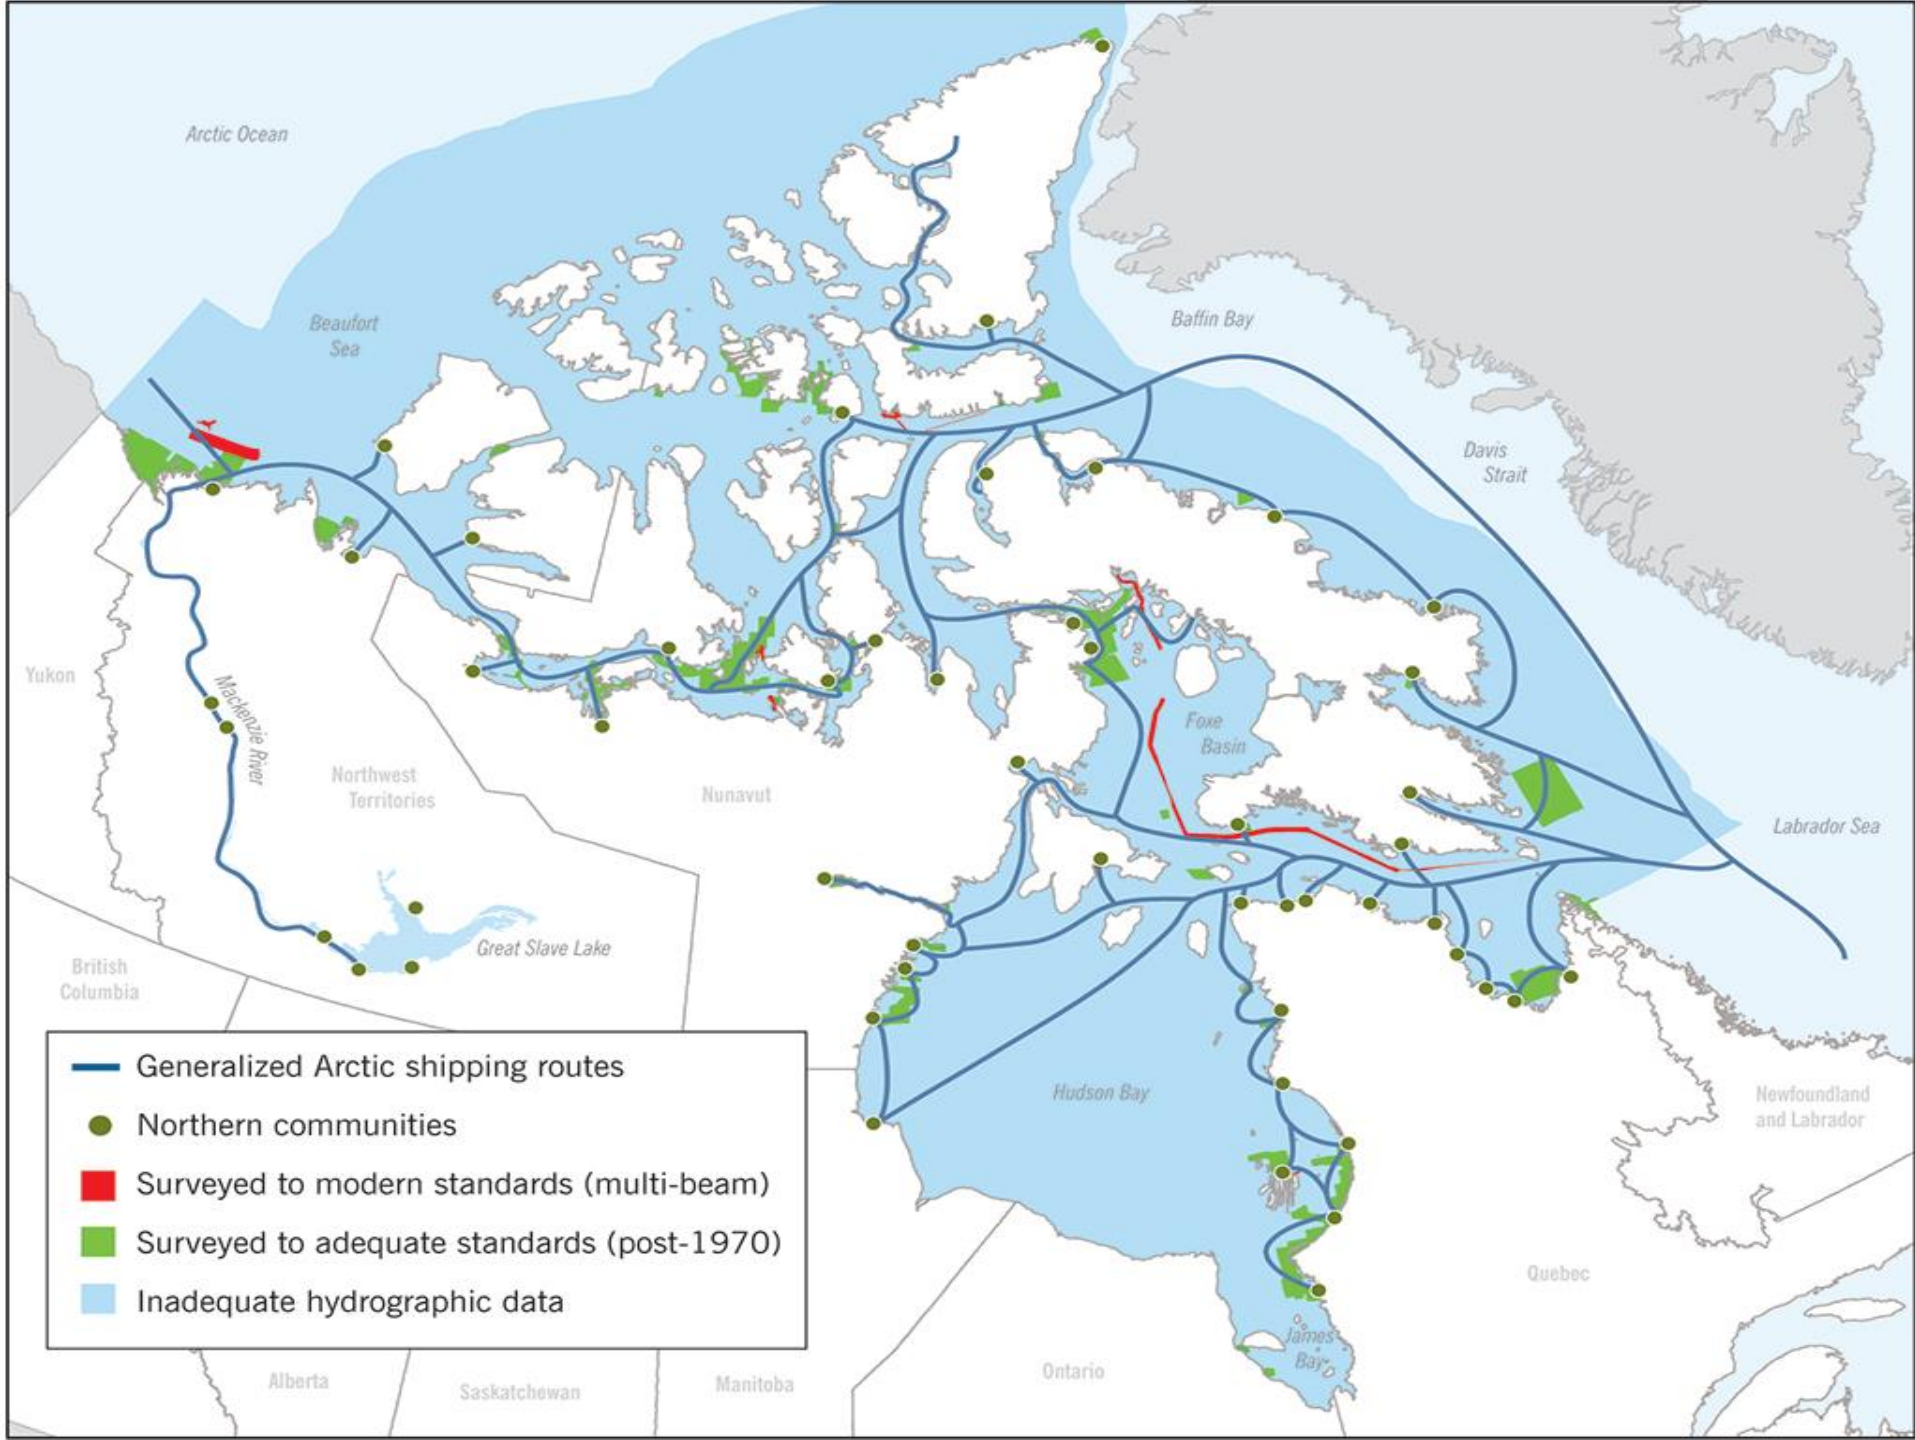 Arctic Ocean
Beaufort
Sea
Baffin Bay
Davis
Strait
Yukon
Mackenzie River
Northwest
Territories
Nunavut
Foxe
Basin
Labrador Sea
Great Slave Lake
British
Columbia
Hudson Bay
Newfoundland
and Labrador
Quebec
James
Bay
Ontario
Alberta
Saskatchewan
Manitoba
Generalized Arctic shipping routes
Northern communities
Surveyed to modern standards (multi-beam)
Surveyed to adequate standards (post-1970)
Inadequate hydrographic data